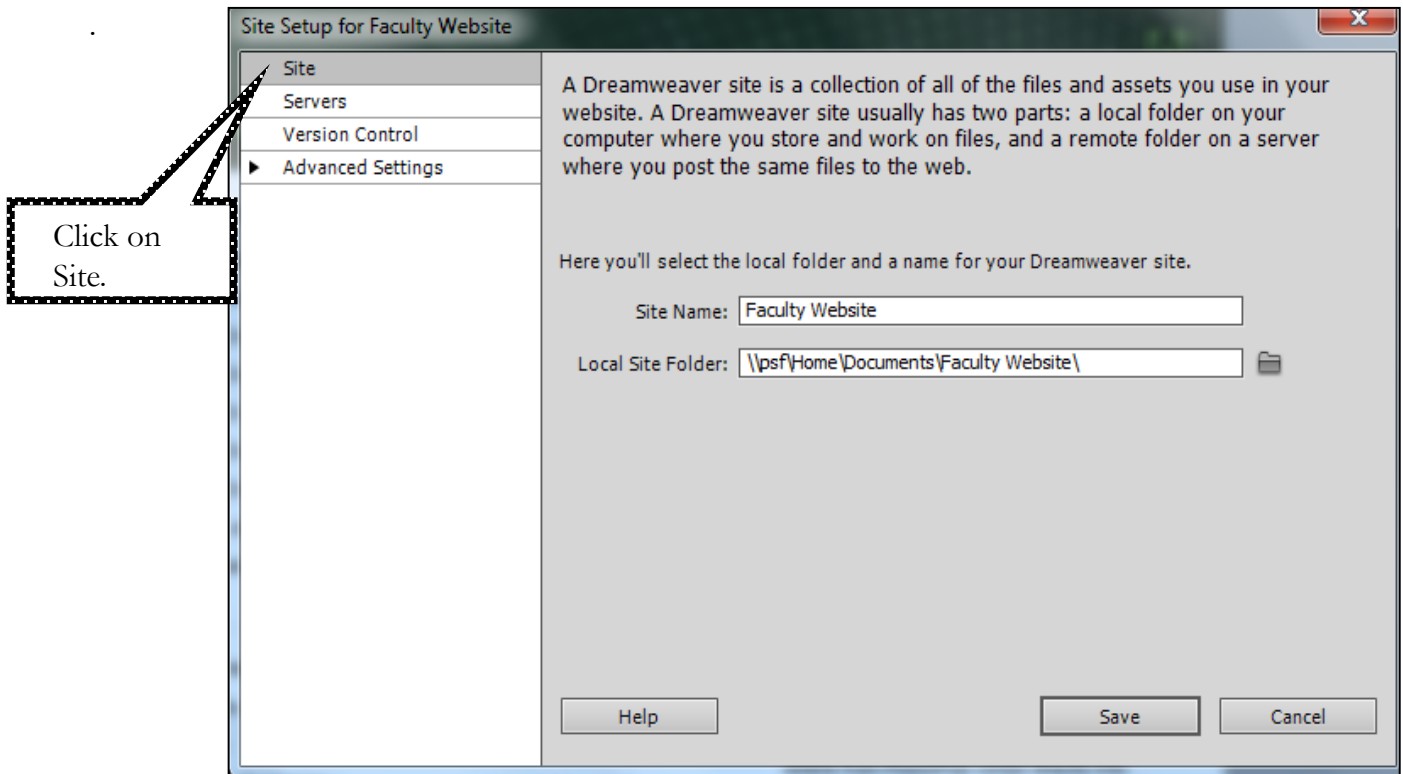 .
Site Setup for Faculty Website
X
Site
Servers
Version Control
Advanced Settings
Click on
Site.
A Dreamweaver site is a collection of all of the files and assets you use in your
website. A Dreamweaver site usually has two parts: a local folder on your
computer where you store and work on files, and a remote folder on a server
where you post the same files to the web.
Here you'll select the local folder and a name for your Dreamweaver site.
Site Name: Faculty Website
Local Site Folder: \\psf\Home\Documents\Faculty Website\
Help Save Cancel